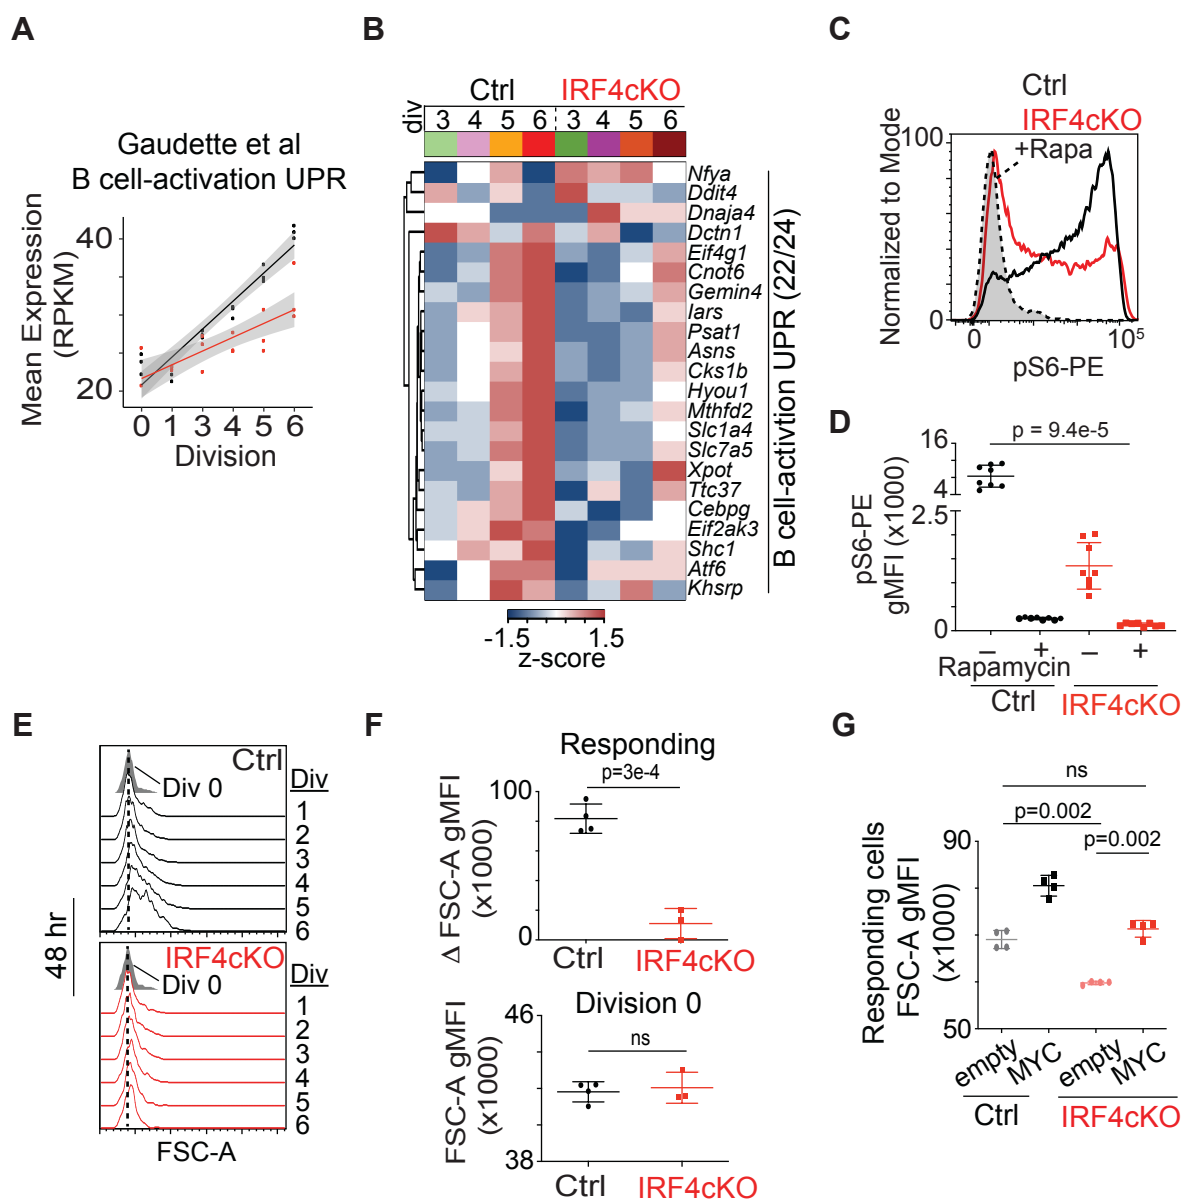 A
Gaudette et al
B cell-activation UPR
Mean Expression
(RPKM)
40
20
0 1 3 4 5 6
Division
B
Ctrl IRF4cKO
div 3 4 5 6 3 4 5 6
Nfya
Ddit4
Dnaja4
Dctn1
Eif4g1
Cnot6
Gemin4
Iars
Psat1
Asns
Cks1b
Hyou1
Mthfd2
Slc1a4
Slc7a5
Xpot
Ttc37
Cebpg
Eif2ak3
Shc1
Atf6
Khsrp
B cell-activtion UPR (22/24)
-1.5 1.5
z-score
C
Ctrl
IRF4cKO
+Rapa
Normalized to Mode
100
0
0 10⁵
pS6-PE
D
p = 9.4e-5
pS6-PE
gMFI (x1000)
16
4
2.5
0
– + – +
Rapamycin
Ctrl IRF4cKO
E
48 hr
Ctrl
Div 0
Div
1
2
3
4
5
6
IRF4cKO
Div 0
Div
1
2
3
4
5
6
FSC-A
F
Responding
p=3e-4
Δ FSC-A gMFI
(x1000)
100
0
Ctrl IRF4cKO
Division 0
ns
FSC-A gMFI
(x1000)
46
38
Ctrl IRF4cKO
G
ns
p=0.002
p=0.002
Responding cells
FSC-A gMFI
(x1000)
90
50
empty MYC empty MYC
Ctrl IRF4cKO